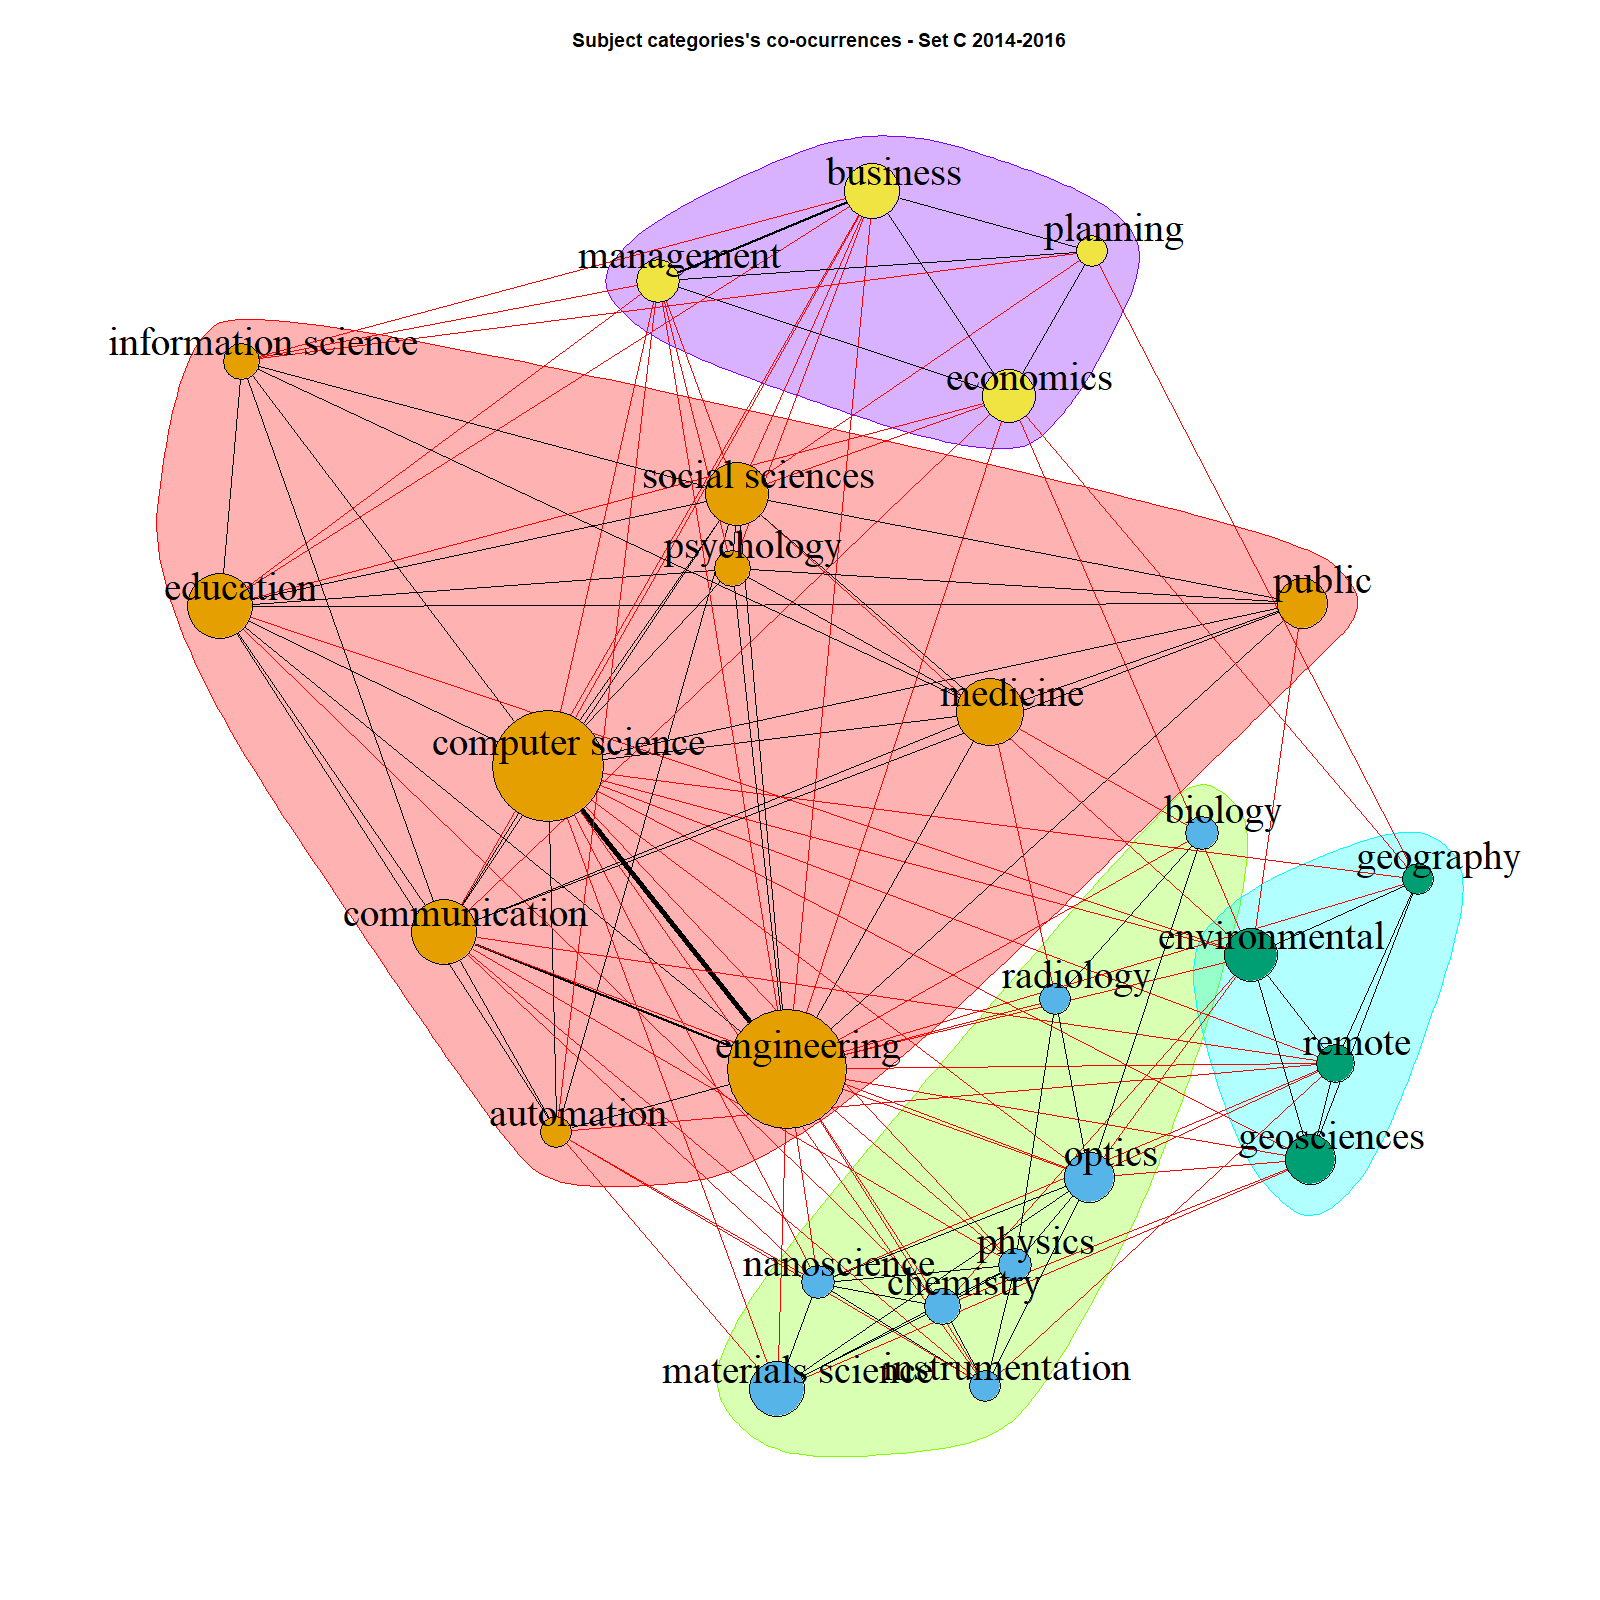 Subject categories's co-ocurrences - Set C 2014-2016
business
planning
management
information science
economics
social sciences
psychology
education
public
medicine
computer science
biology
geography
communication
environmental
radiology
engineering
remote
automation
geosciences
optics
physics
nanoscience
chemistry
materials science
instrumentation